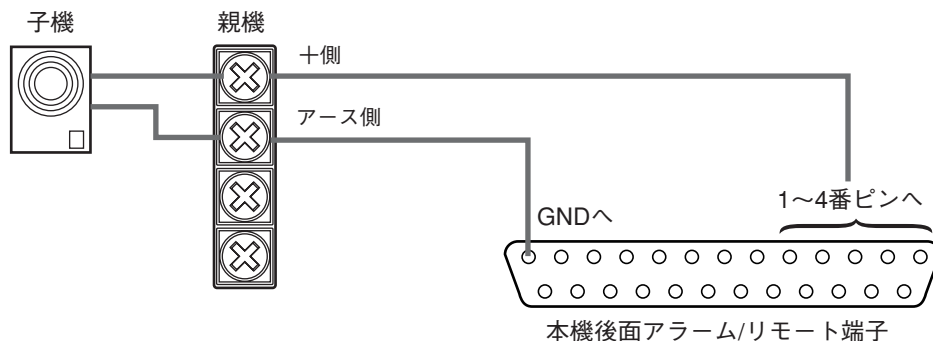 子機
親機
十側
アース側
1〜4番ピンへ
GNDへ
本機後面アラーム/リモート端子